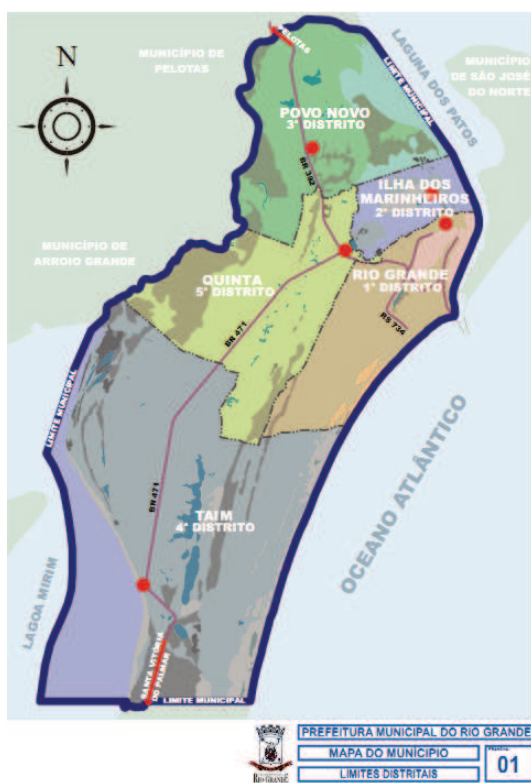 PELOTAS
MUNICÍPIO DE
PELOTAS
LAGUNA DOS PATOS
LIMITE MUNICIPAL
MUNICÍPIO
DE SÃO JOSÉ
DO NORTE
N
POVO NOVO
3° DISTRITO
BR 392
ILHA DOS
MARINHEIROS
2° DISTRITO
MUNICÍPIO DE
ARROIO GRANDE
QUINTA
5° DISTRITO
RIO GRANDE
1° DISTRITO
BR 471
RS 734
LIMITE MUNICIPAL
OCEANO ATLÂNTICO
BR 471
TAIM
4° DISTRITO
LAGOA MIRIM
SANTA VITÓRIA
DO PALMAR
LIMITE MUNICIPAL
PREFEITURA MUNICIPAL DO RIO GRANDE
MAPA DO MUNÍCIPIO
LIMITES DISTRITAIS
01
RIO GRANDE